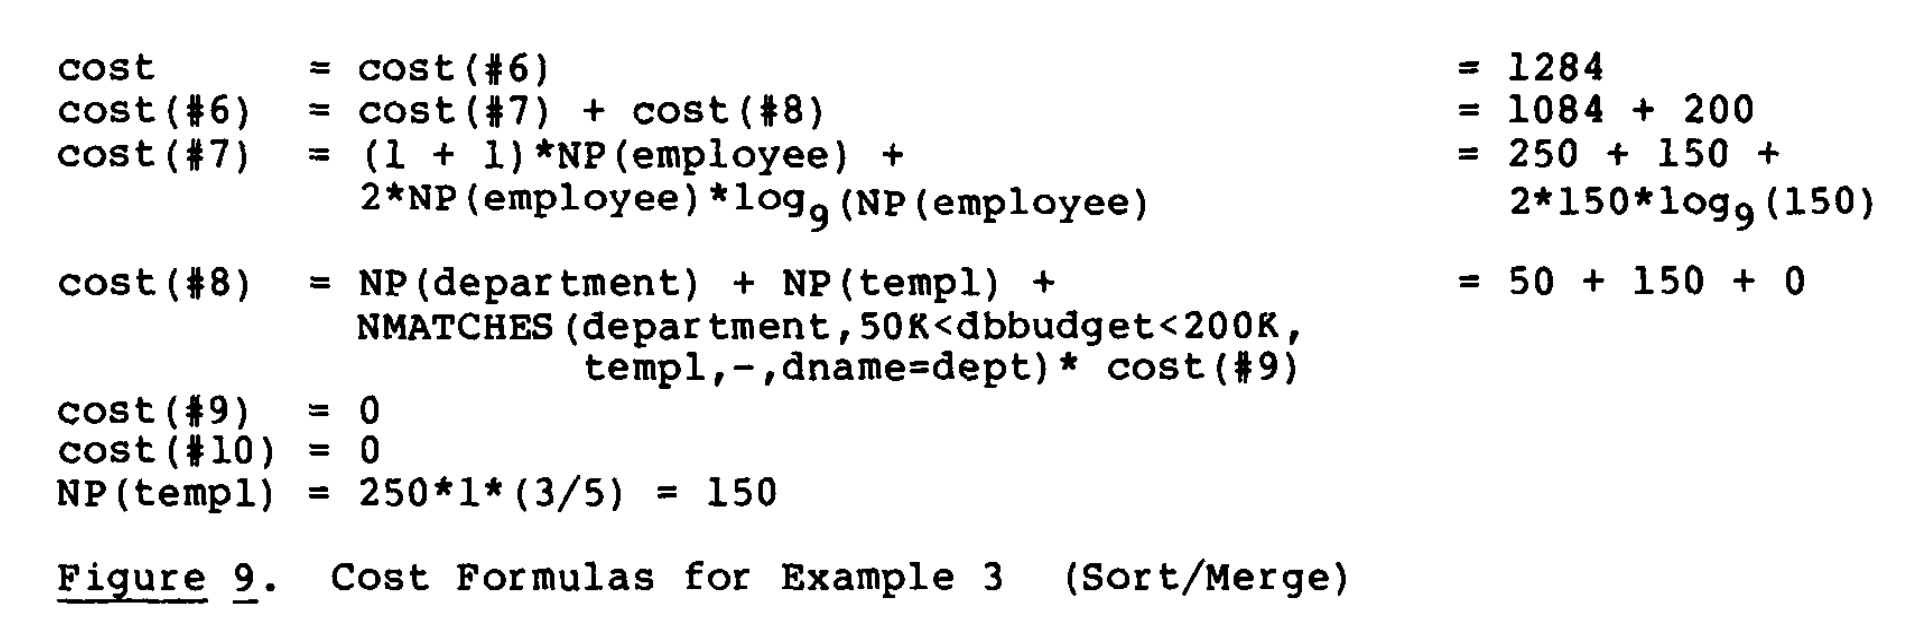 cost = cost(#6) = 1284
cost(#6) = cost(#7) + cost(#8) = 1084 + 200
cost(#7) = (1 + 1)*NP(employee) + = 250 + 150 +
2*NP(employee)*log9(NP(employee) 2*150*log9(150)
cost(#8) = NP(department) + NP(templ) + = 50 + 150 + 0
NMATCHES(department,50K<dbbudget<200K,
templ,-,dname=dept)* cost(#9)
cost(#9) = 0
cost(#10) = 0
NP(templ) = 250*1*(3/5) = 150
Figure 9. Cost Formulas for Example 3 (Sort/Merge)